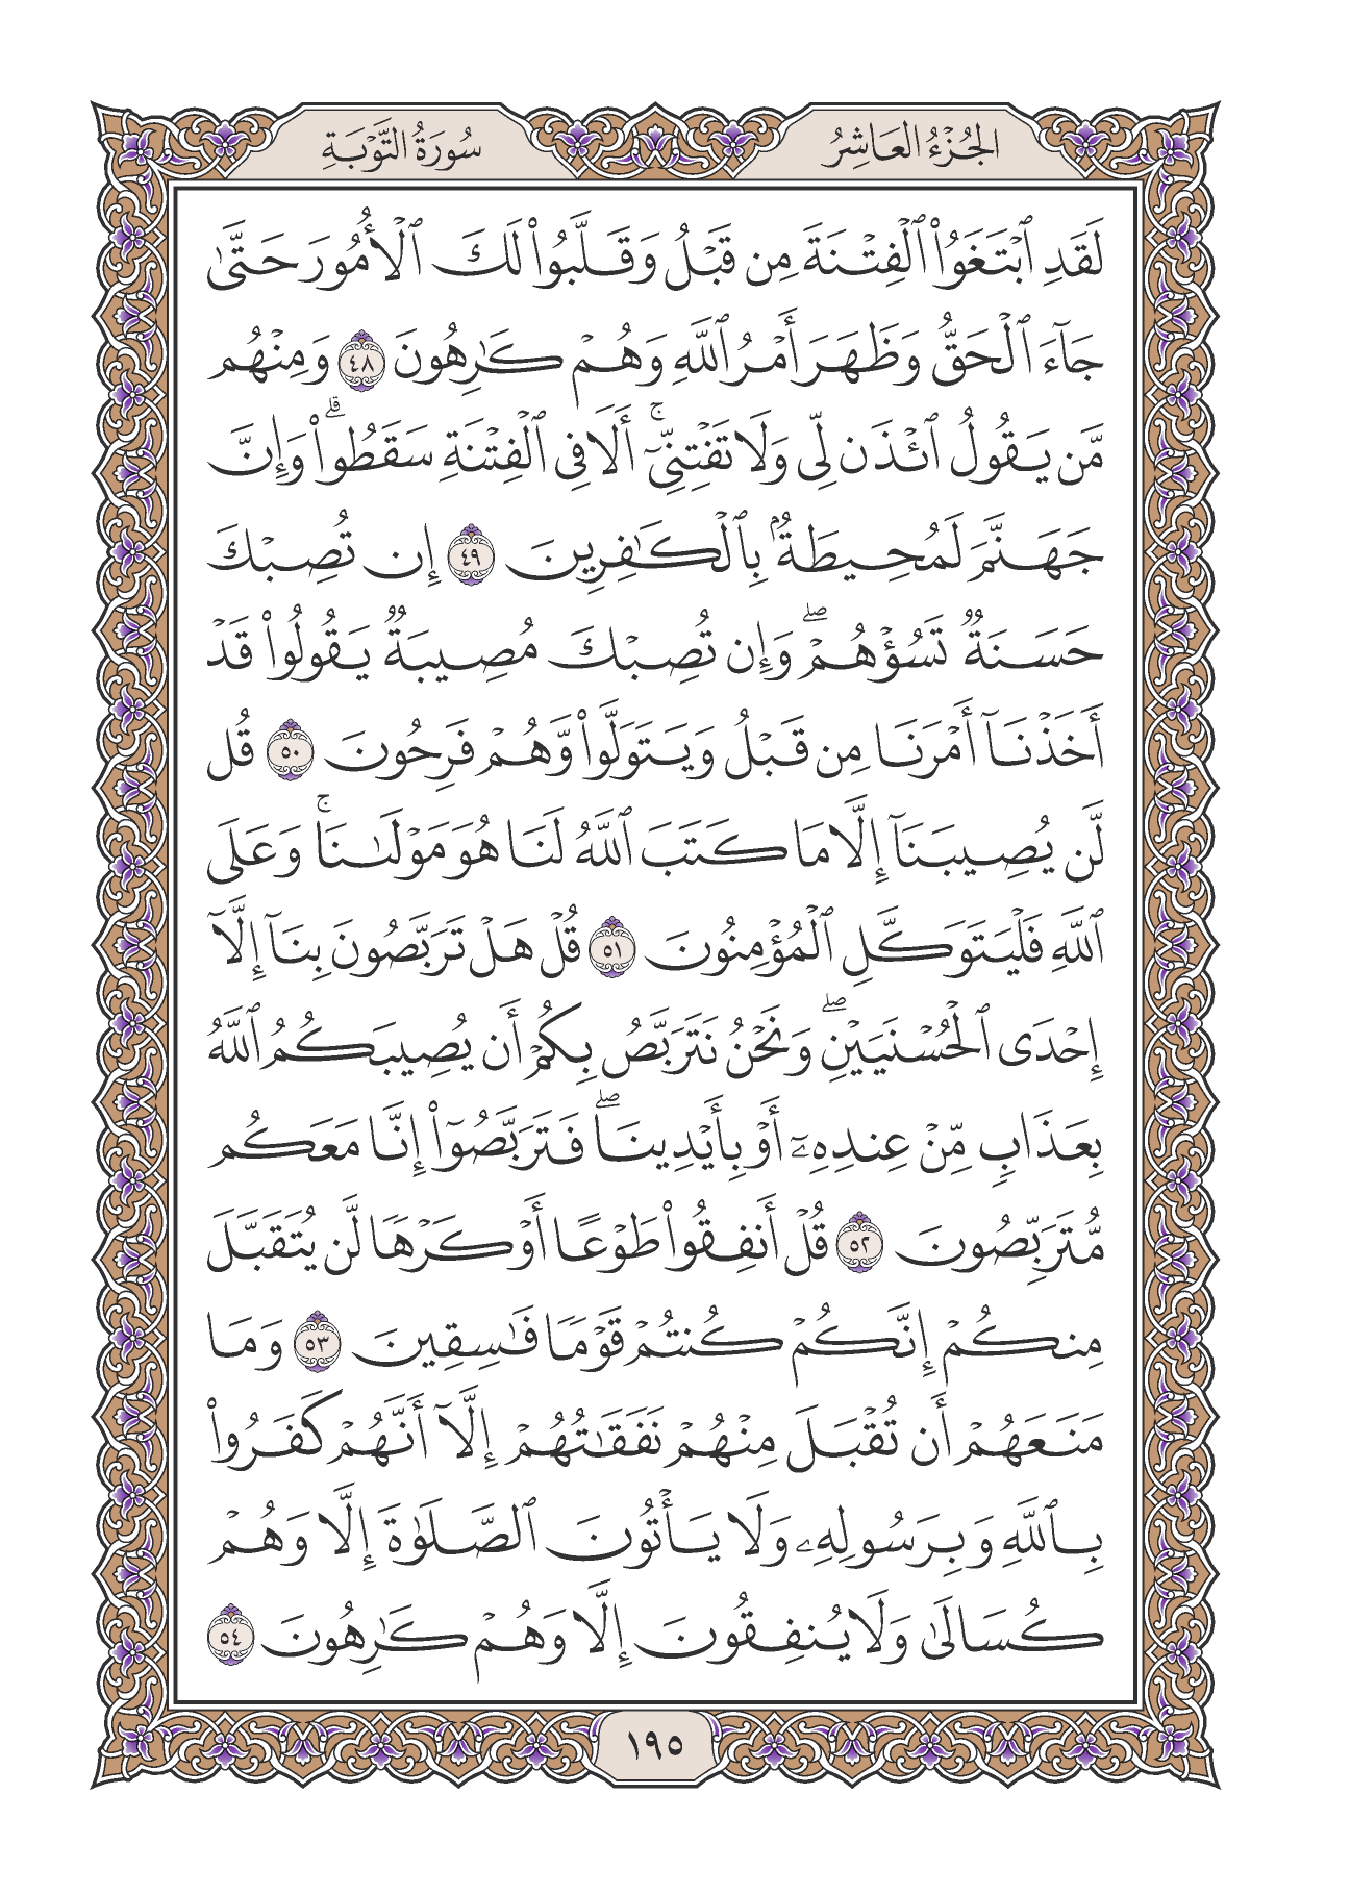 الجُزْءُ العَاشِرُ
سُورَةُ التَّوْبَةِ
لَقَدِ ٱبْتَغَوُا۟ ٱلْفِتْنَةَ مِن قَبْلُ وَقَلَّبُوا۟ لَكَ ٱلْأُمُورَ حَتَّىٰ
جَآءَ ٱلْحَقُّ وَظَهَرَ أَمْرُ ٱللَّهِ وَهُمْ كَـٰرِهُونَ ٤٨ وَمِنْهُم
مَّن يَقُولُ ٱئْذَن لِّى وَلَا تَفْتِنِّىٓ ۚ أَلَا فِى ٱلْفِتْنَةِ سَقَطُوا۟ ۗ وَإِنَّ
جَهَنَّمَ لَمُحِيطَةٌۢ بِٱلْكَـٰفِرِينَ ٤٩ إِن تُصِبْكَ
حَسَنَةٌ تَسُؤْهُمْ ۖ وَإِن تُصِبْكَ مُصِيبَةٌ يَقُولُوا۟ قَدْ
أَخَذْنَآ أَمْرَنَا مِن قَبْلُ وَيَتَوَلَّوا۟ وَّهُمْ فَرِحُونَ ٥٠ قُل
لَّن يُصِيبَنَآ إِلَّا مَا كَتَبَ ٱللَّهُ لَنَا هُوَ مَوْلَىٰنَا ۚ وَعَلَى
ٱللَّهِ فَلْيَتَوَكَّلِ ٱلْمُؤْمِنُونَ ٥١ قُلْ هَلْ تَرَبَّصُونَ بِنَآ إِلَّآ
إِحْدَى ٱلْحُسْنَيَيْنِ ۖ وَنَحْنُ نَتَرَبَّصُ بِكُمْ أَن يُصِيبَكُمُ ٱللَّهُ
بِعَذَابٍ مِّنْ عِندِهِۦٓ أَوْ بِأَيْدِينَا ۖ فَتَرَبَّصُوٓا۟ إِنَّا مَعَكُم
مُّتَرَبِّصُونَ ٥٢ قُلْ أَنفِقُوا۟ طَوْعًا أَوْ كَرْهًا لَّن يُتَقَبَّلَ
مِنكُمْ إِنَّكُمْ كُنتُمْ قَوْمًا فَـٰسِقِينَ ٥٣ وَمَا
مَنَعَهُمْ أَن تُقْبَلَ مِنْهُمْ نَفَقَـٰتُهُمْ إِلَّآ أَنَّهُمْ كَفَرُوا۟
بِٱللَّهِ وَبِرَسُولِهِۦ وَلَا يَأْتُونَ ٱلصَّلَوٰةَ إِلَّا وَهُمْ
كُسَالَىٰ وَلَا يُنفِقُونَ إِلَّا وَهُمْ كَـٰرِهُونَ ٥٤
١٩٥